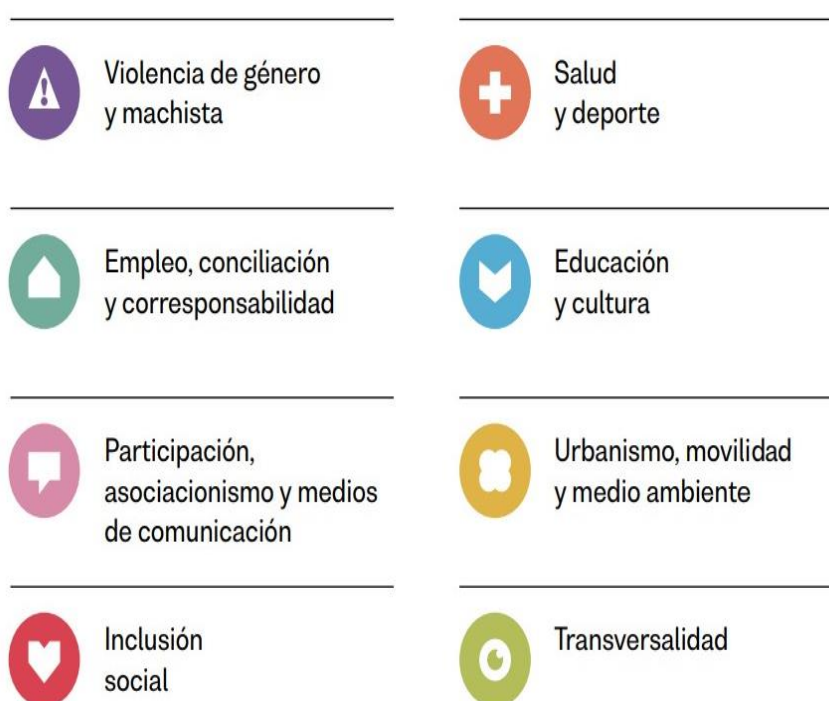 Violencia de género
y machista
Salud
y deporte
Empleo, conciliación
y corresponsabilidad
Educación
y cultura
Participación,
asociacionismo y medios
de comunicación
Urbanismo, movilidad
y medio ambiente
Inclusión
social
Transversalidad